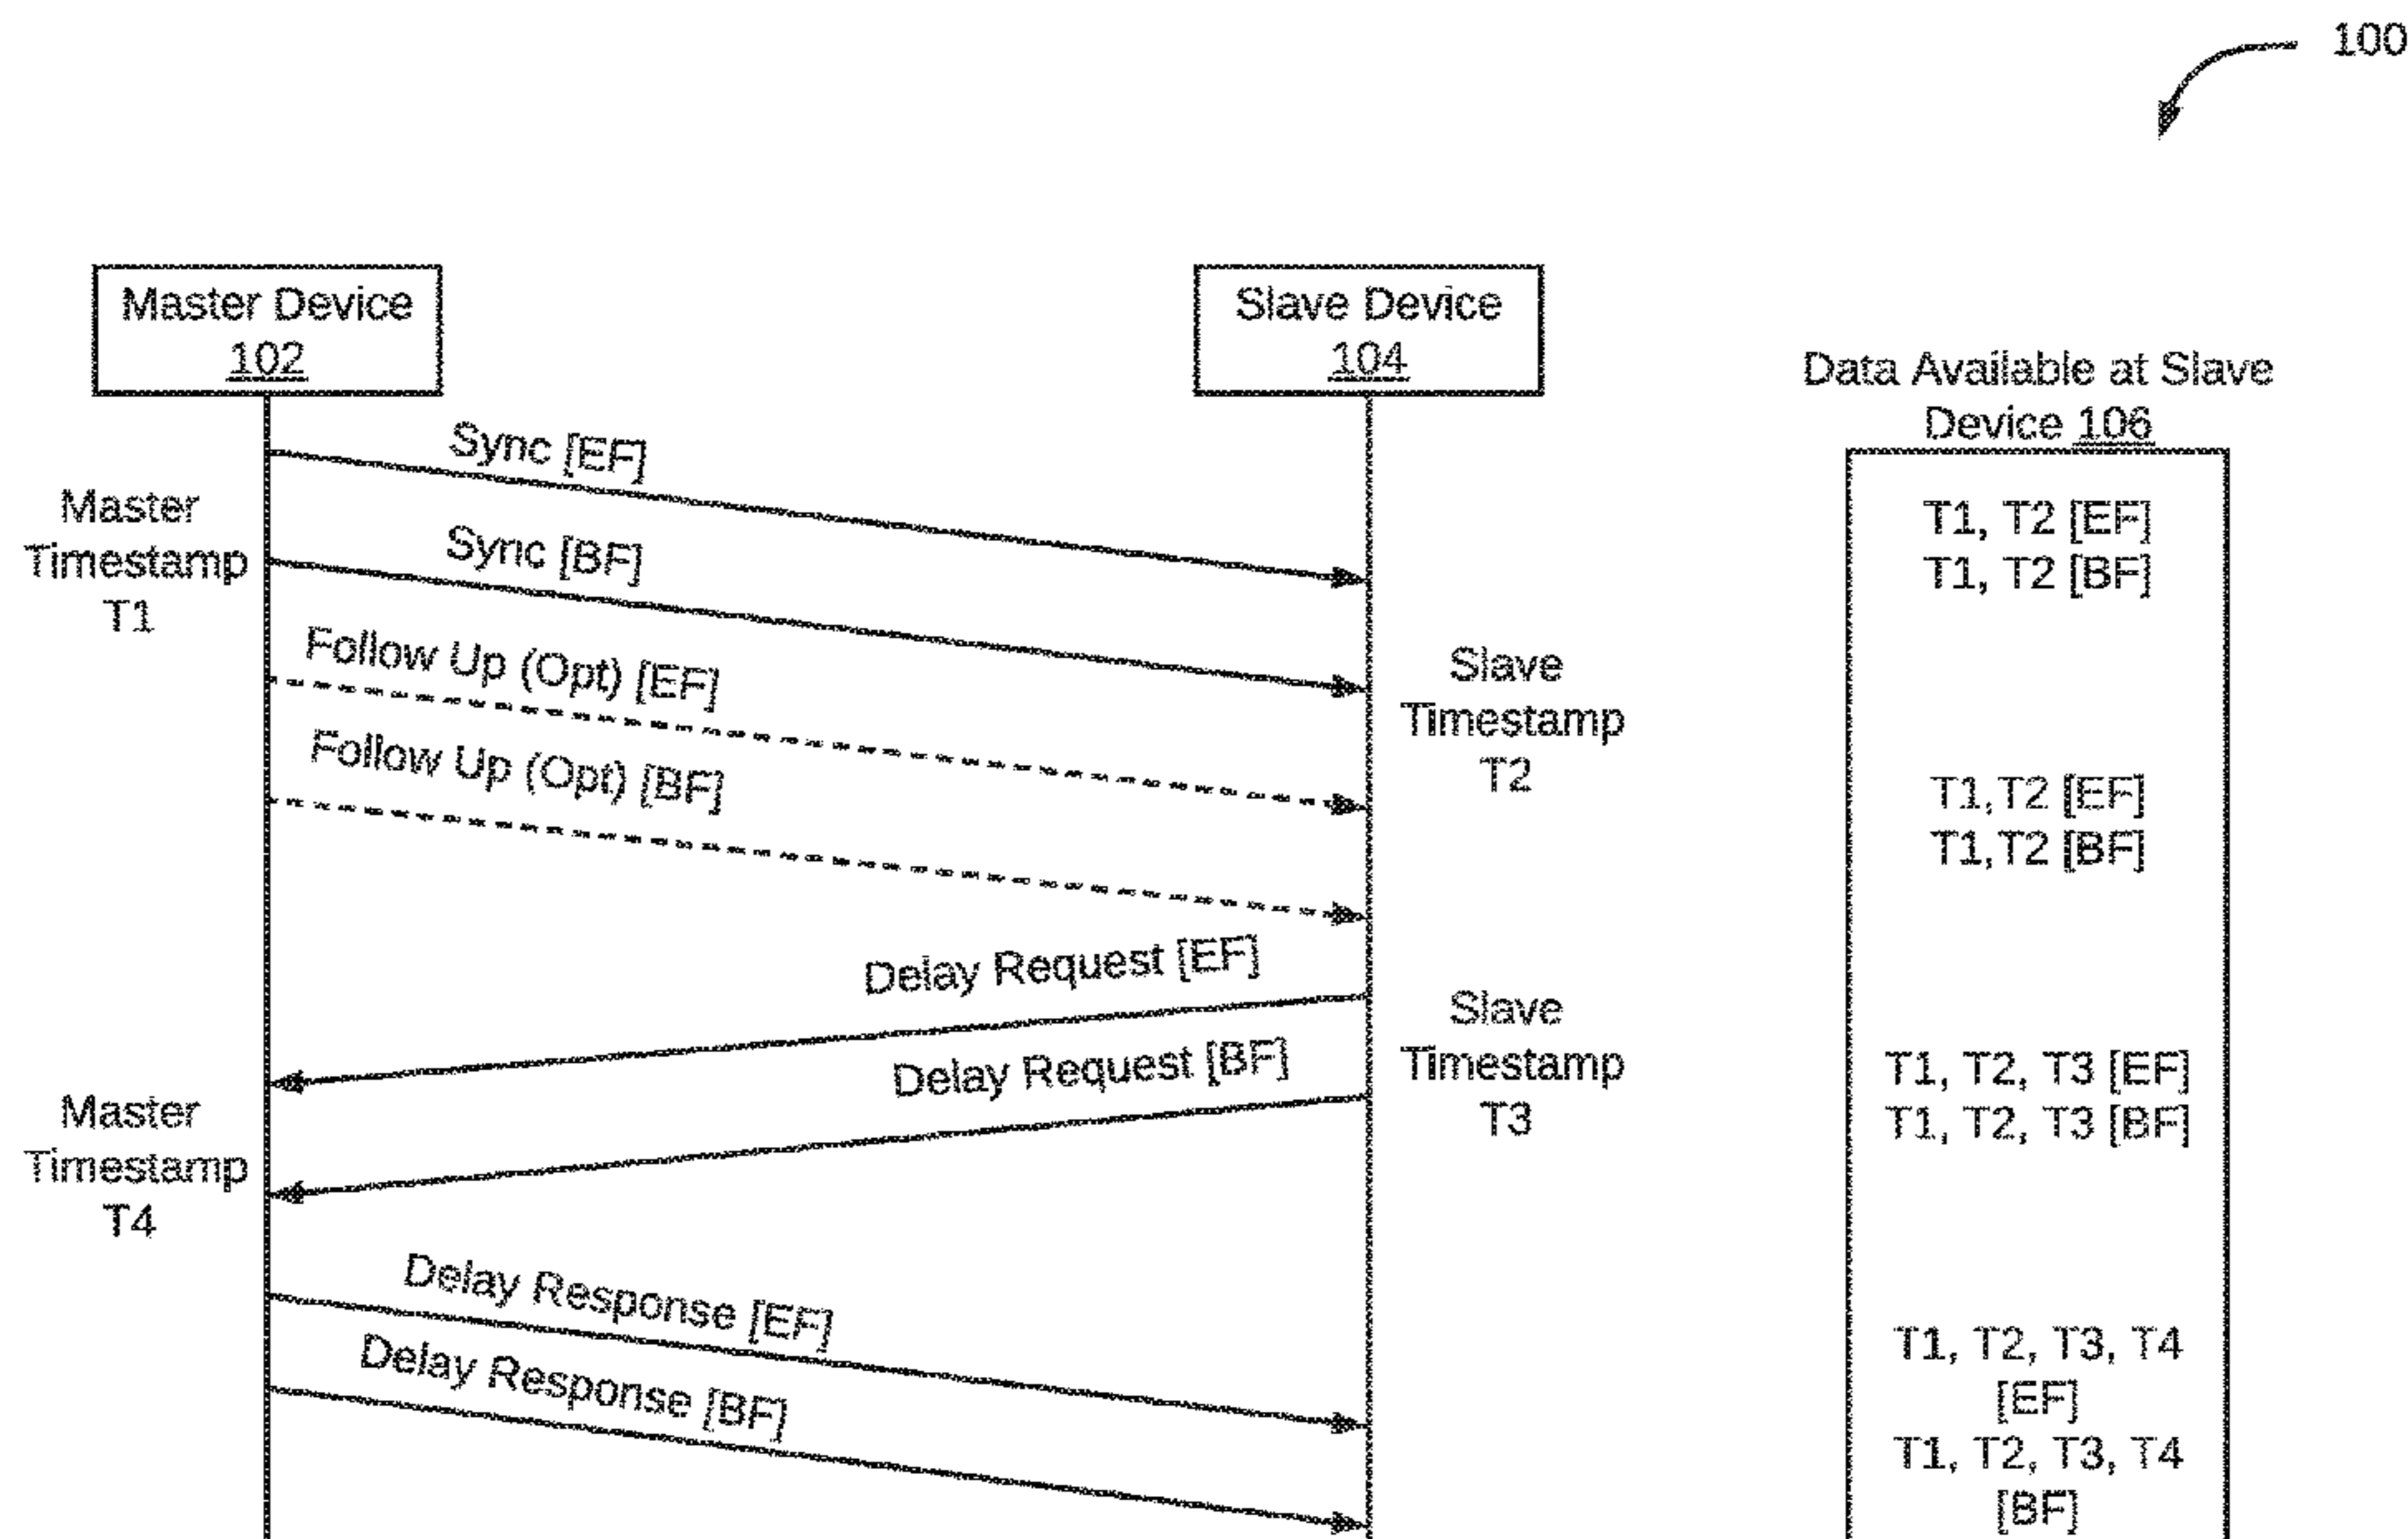 100
Master Device
102
Slave Device
104
Data Available at Slave
Device 106
Sync [EF]
Master
Timestamp
T1
Sync [BF]
T1, T2 [EF]
T1, T2 [BF]
Follow Up (Opt) [EF]
Slave
Timestamp
T2
Follow Up (Opt) [BF]
T1,T2 [EF]
T1,T2 [BF]
Delay Request [EF]
Slave
Timestamp
T3
Delay Request [BF]
T1, T2, T3 [EF]
T1, T2, T3 [BF]
Master
Timestamp
T4
Delay Response [EF]
Delay Response [BF]
T1, T2, T3, T4
[EF]
T1, T2, T3, T4
[BF]